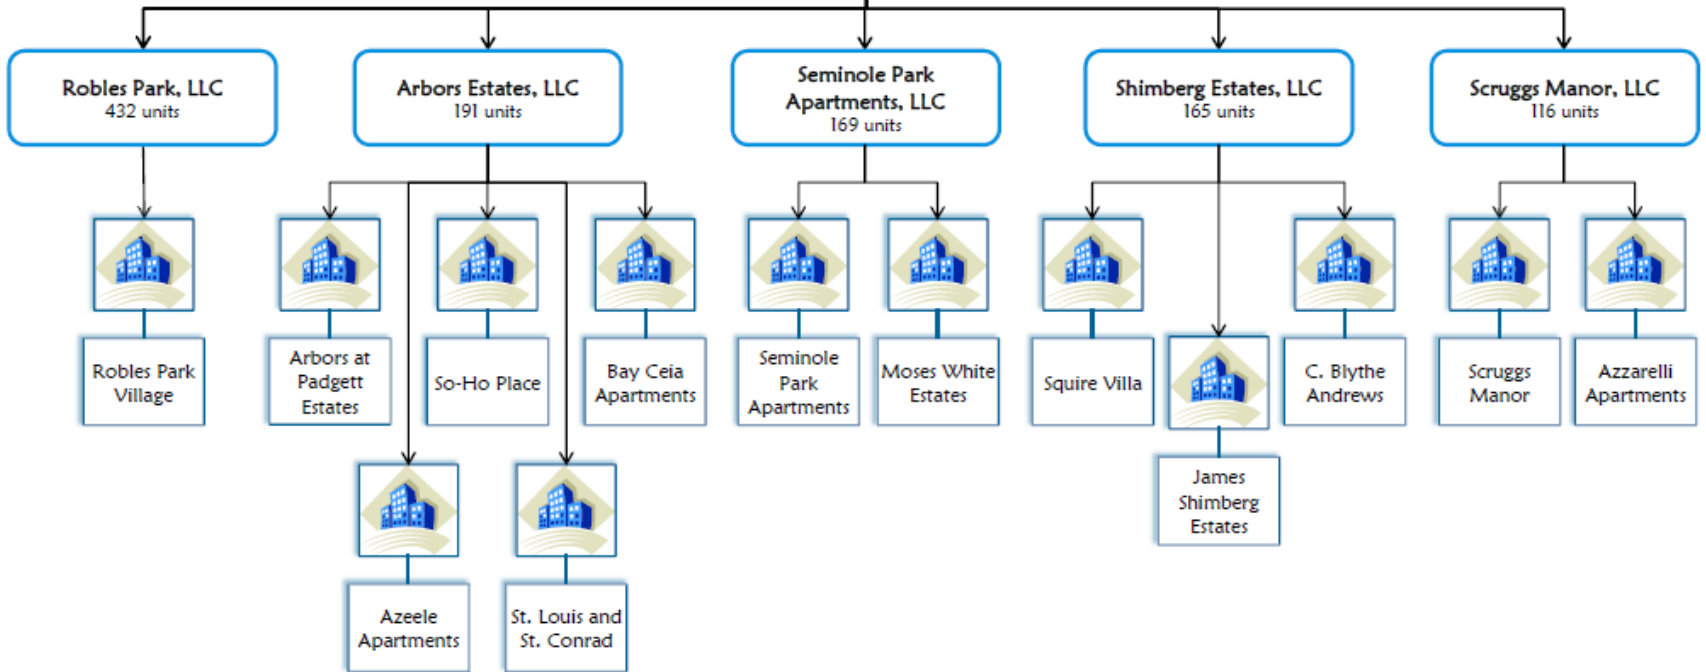 Robles Park, LLC
432 units
Arbors Estates, LLC
191 units
Seminole Park
Apartments, LLC
169 units
Shimberg Estates, LLC
165 units
Scruggs Manor, LLC
116 units
Robles Park
Village
Arbors at
Padgett
Estates
So-Ho Place
Bay Ceia
Apartments
Seminole
Park
Apartments
Moses White
Estates
Squire Villa
C. Blythe
Andrews
Scruggs
Manor
Azzarelli
Apartments
James
Shimberg
Estates
Azeele
Apartments
St. Louis and
St. Conrad